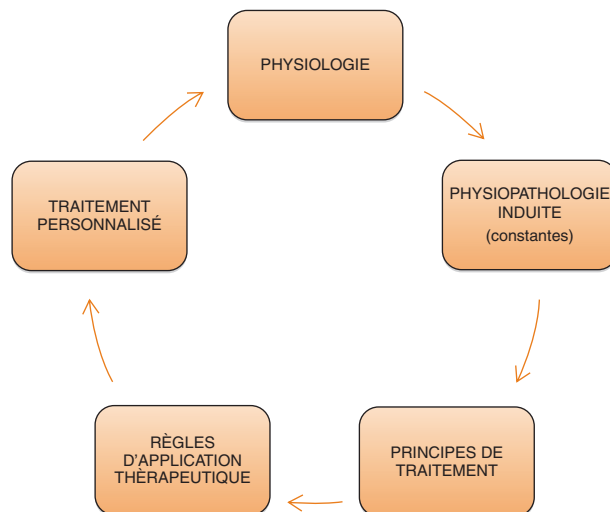 PHYSIOLOGIE
PHYSIOPATHOLOGIE
INDUITE
(constantes)
PRINCIPES DE
TRAITEMENT
RÈGLES
D'APPLICATION
THÈRAPEUTIQUE
TRAITEMENT
PERSONNALISÉ